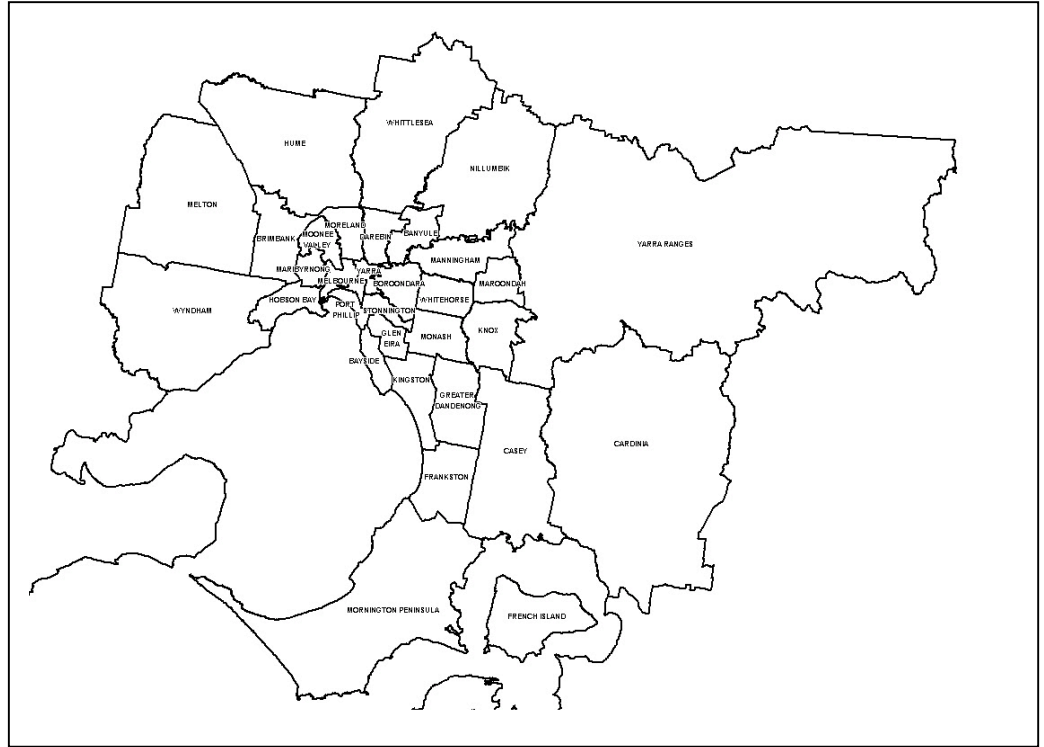 WHITTLESEA
HUME
NILLUMBIK
MELTON
MORELAND
BRIMBANK
MOONEE
VALLEY
DAREBIN
BANYULE
YARRA RANGES
MANNINGHAM
MARIBYRNONG
YARRA
MELBOURNE
BOROONDARA
MAROONDAH
HOBSON BAY
PORT
PHILLIP
WHITEHORSE
WYNDHAM
STONNINGTON
GLEN
EIRA
MONASH
KNOX
BAYSIDE
KINGSTON
GREATER
DANDENONG
CASEY
CARDINIA
FRANKSTON
MORNINGTON PENINSULA
FRENCH ISLAND